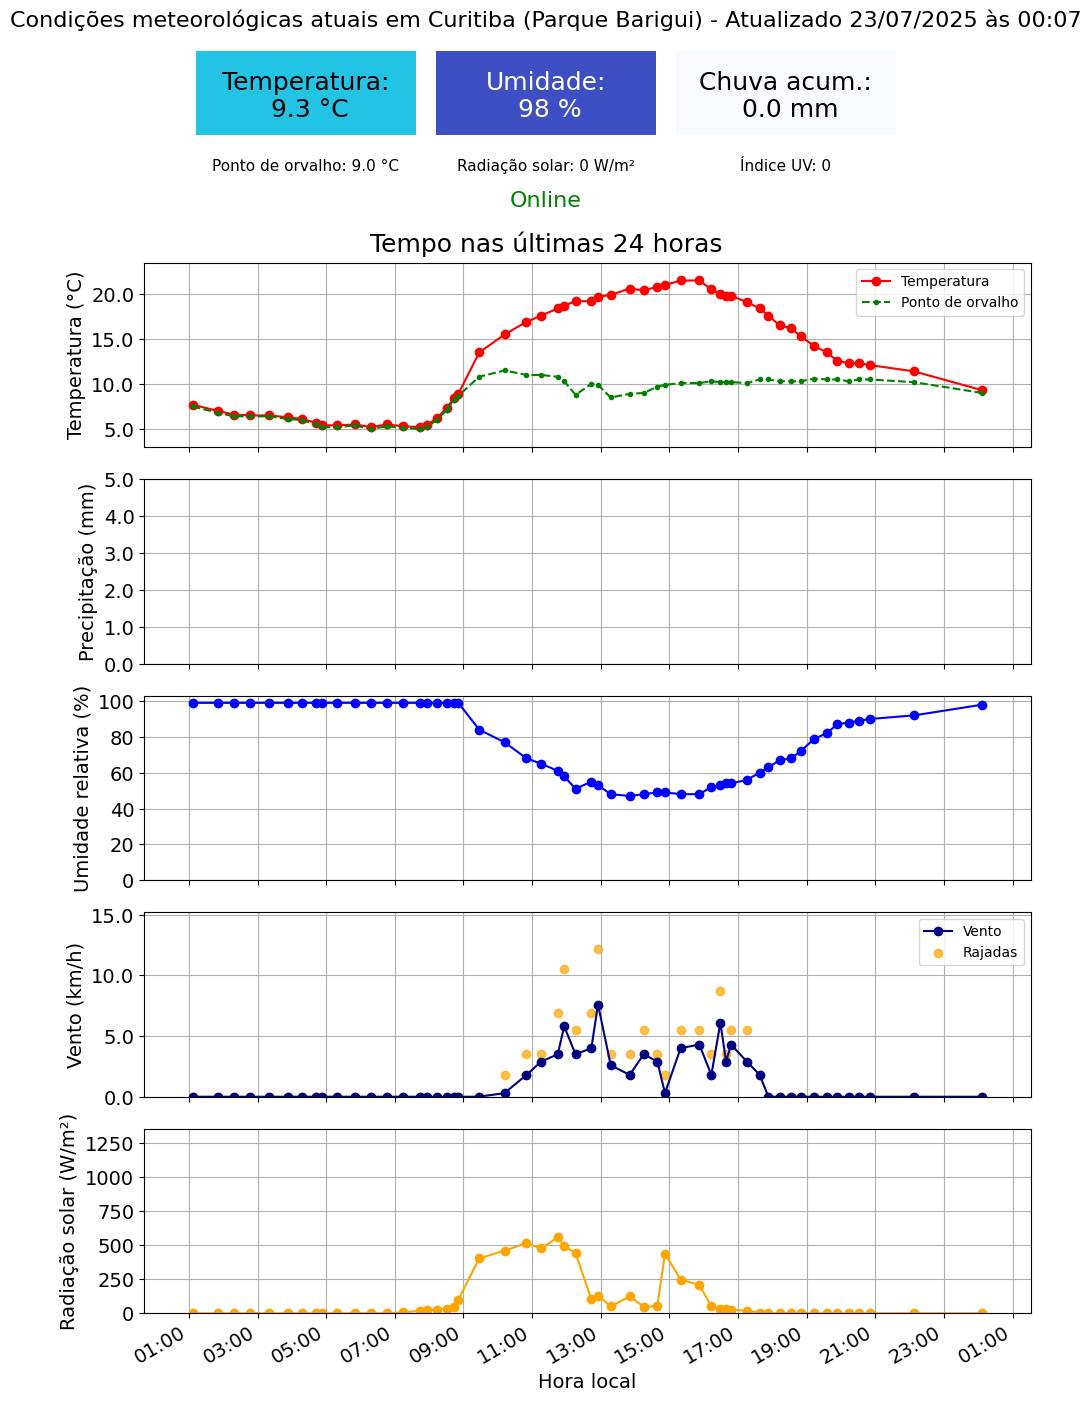 Condições meteorológicas atuais em Curitiba (Parque Barigui) - Atualizado 23/07/2025 às 00:07
Temperatura:
9.3 °C
Umidade:
98 %
Chuva acum.:
0.0 mm
Ponto de orvalho: 9.0 °C
Radiação solar: 0 W/m²
Índice UV: 0
Online
Tempo nas últimas 24 horas
Temperatura (°C)
20.0
15.0
10.0
5.0
Temperatura
Ponto de orvalho
Precipitação (mm)
5.0
4.0
3.0
2.0
1.0
0.0
Umidade relativa (%)
100
80
60
40
20
0
Vento (km/h)
15.0
10.0
5.0
0.0
Vento
Rajadas
Radiação solar (W/m²)
1250
1000
750
500
250
0
01:00
03:00
05:00
07:00
09:00
11:00
13:00
15:00
17:00
19:00
21:00
23:00
01:00
Hora local